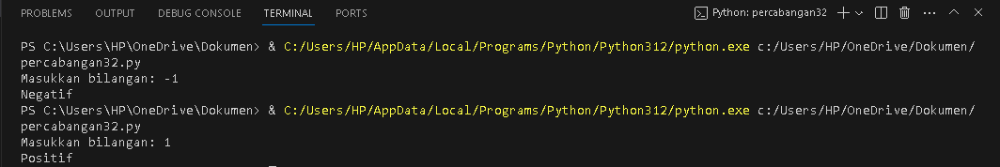 PROBLEMS OUTPUT DEBUG CONSOLE TERMINAL PORTS Python: percabangan32
PS C:\Users\HP\OneDrive\Dokumen> & C:/Users/HP/AppData/Local/Programs/Python/Python312/python.exe c:/Users/HP/OneDrive/Dokumen/
percabangan32.py
Masukkan bilangan: -1
Negatif
PS C:\Users\HP\OneDrive\Dokumen> & C:/Users/HP/AppData/Local/Programs/Python/Python312/python.exe c:/Users/HP/OneDrive/Dokumen/
percabangan32.py
Masukkan bilangan: 1
Positif